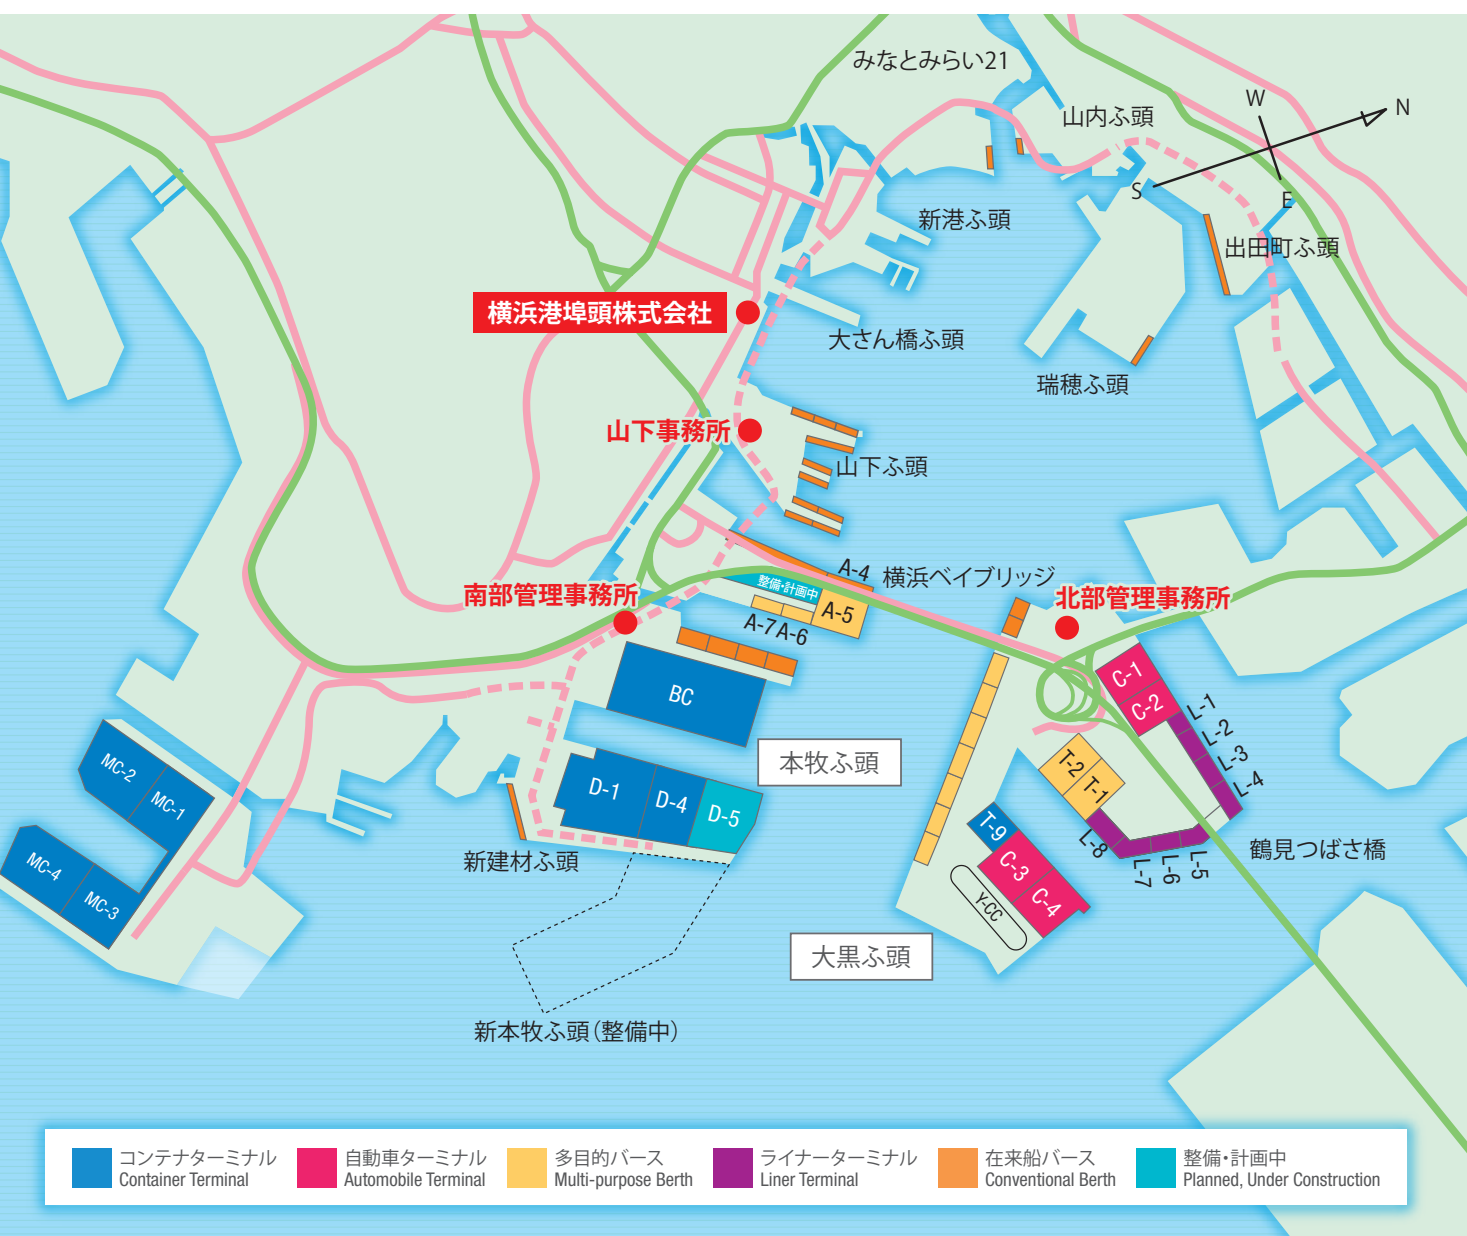 みなとみらい21
山内ふ頭
W
N
S
E
新港ふ頭
出田町ふ頭
横浜港埠頭株式会社
大さん橋ふ頭
瑞穂ふ頭
山下事務所
山下ふ頭
A-4
横浜ベイブリッジ
整備・計画中
南部管理事務所
北部管理事務所
A-5
A-7
A-6
BC
C-1
C-2
L-1
L-2
L-3
L-4
本牧ふ頭
MC-2
MC-1
D-1
D-4
D-5
T-2
T-1
T-9
L-8
L-7
L-6
L-5
鶴見つばさ橋
新建材ふ頭
MC-4
MC-3
C-3
C-4
Y-CC
大黒ふ頭
新本牧ふ頭(整備中)
コンテナターミナル
Container Terminal
自動車ターミナル
Automobile Terminal
多目的バース
Multi-purpose Berth
ライナーターミナル
Liner Terminal
在来船バース
Conventional Berth
整備・計画中
Planned, Under Construction